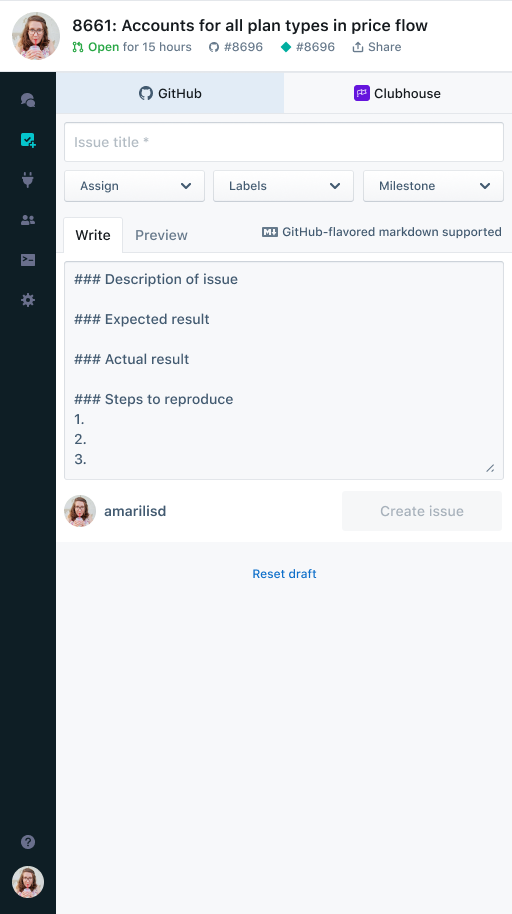 8661: Accounts for all plan types in price flow
Open for 15 hours #8696 #8696 Share
GitHub Clubhouse
Issue title *
Assign Labels Milestone
Write Preview GitHub-flavored markdown supported
### Description of issue
### Expected result
### Actual result
### Steps to reproduce
1.
2.
3.
amarilisd Create issue
Reset draft